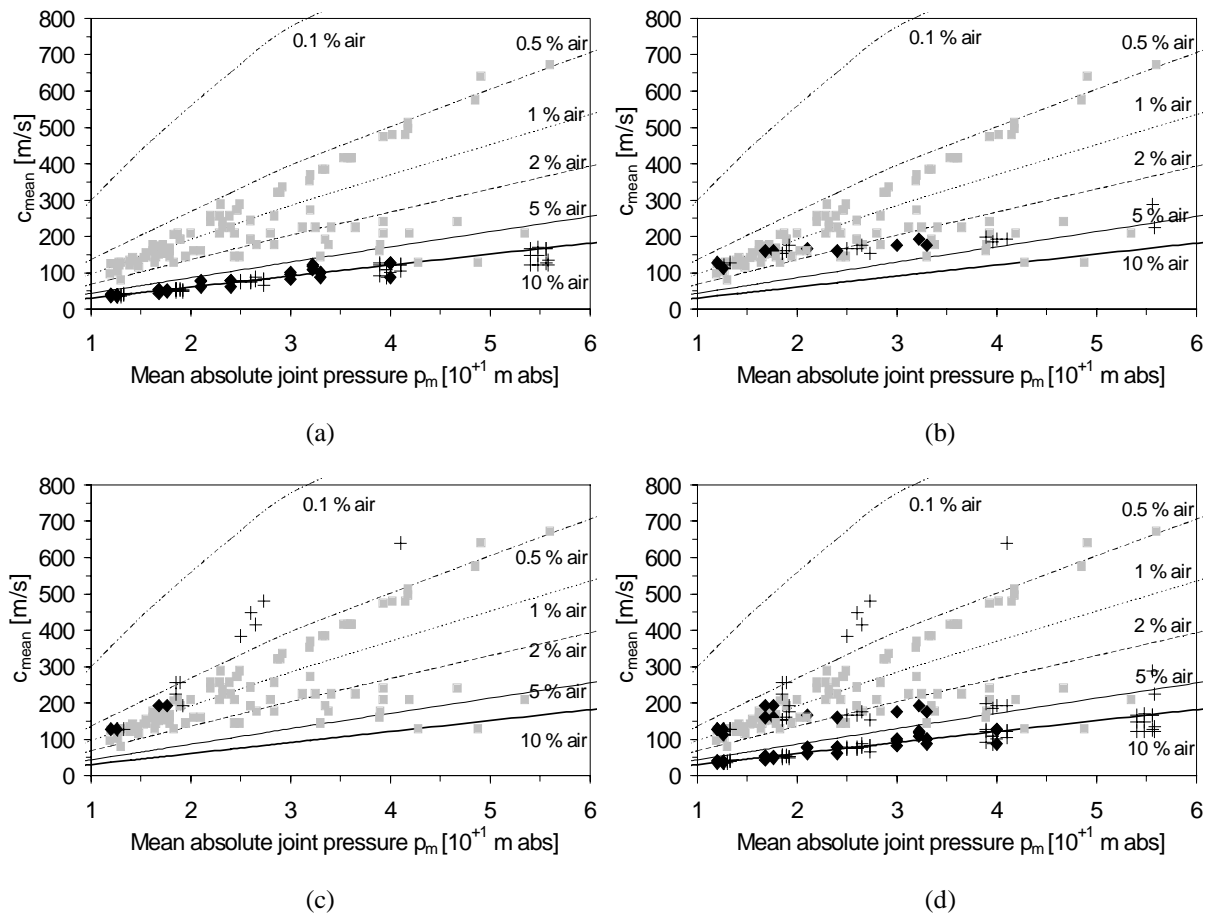 800
700
600
500
400
300
200
100
0
c_mean [m/s]
0.1 % air
0.5 % air
1 % air
2 % air
5 % air
10 % air
1 2 3 4 5 6
Mean absolute joint pressure p_m [10^+1 m abs]
(a)
800
700
600
500
400
300
200
100
0
c_mean [m/s]
0.1 % air
0.5 % air
1 % air
2 % air
5 % air
10 % air
1 2 3 4 5 6
Mean absolute joint pressure p_m [10^+1 m abs]
(b)
800
700
600
500
400
300
200
100
0
c_mean [m/s]
0.1 % air
0.5 % air
1 % air
2 % air
5 % air
10 % air
1 2 3 4 5 6
Mean absolute joint pressure p_m [10^+1 m abs]
(c)
800
700
600
500
400
300
200
100
0
c_mean [m/s]
0.1 % air
0.5 % air
1 % air
2 % air
5 % air
10 % air
1 2 3 4 5 6
Mean absolute joint pressure p_m [10^+1 m abs]
(d)